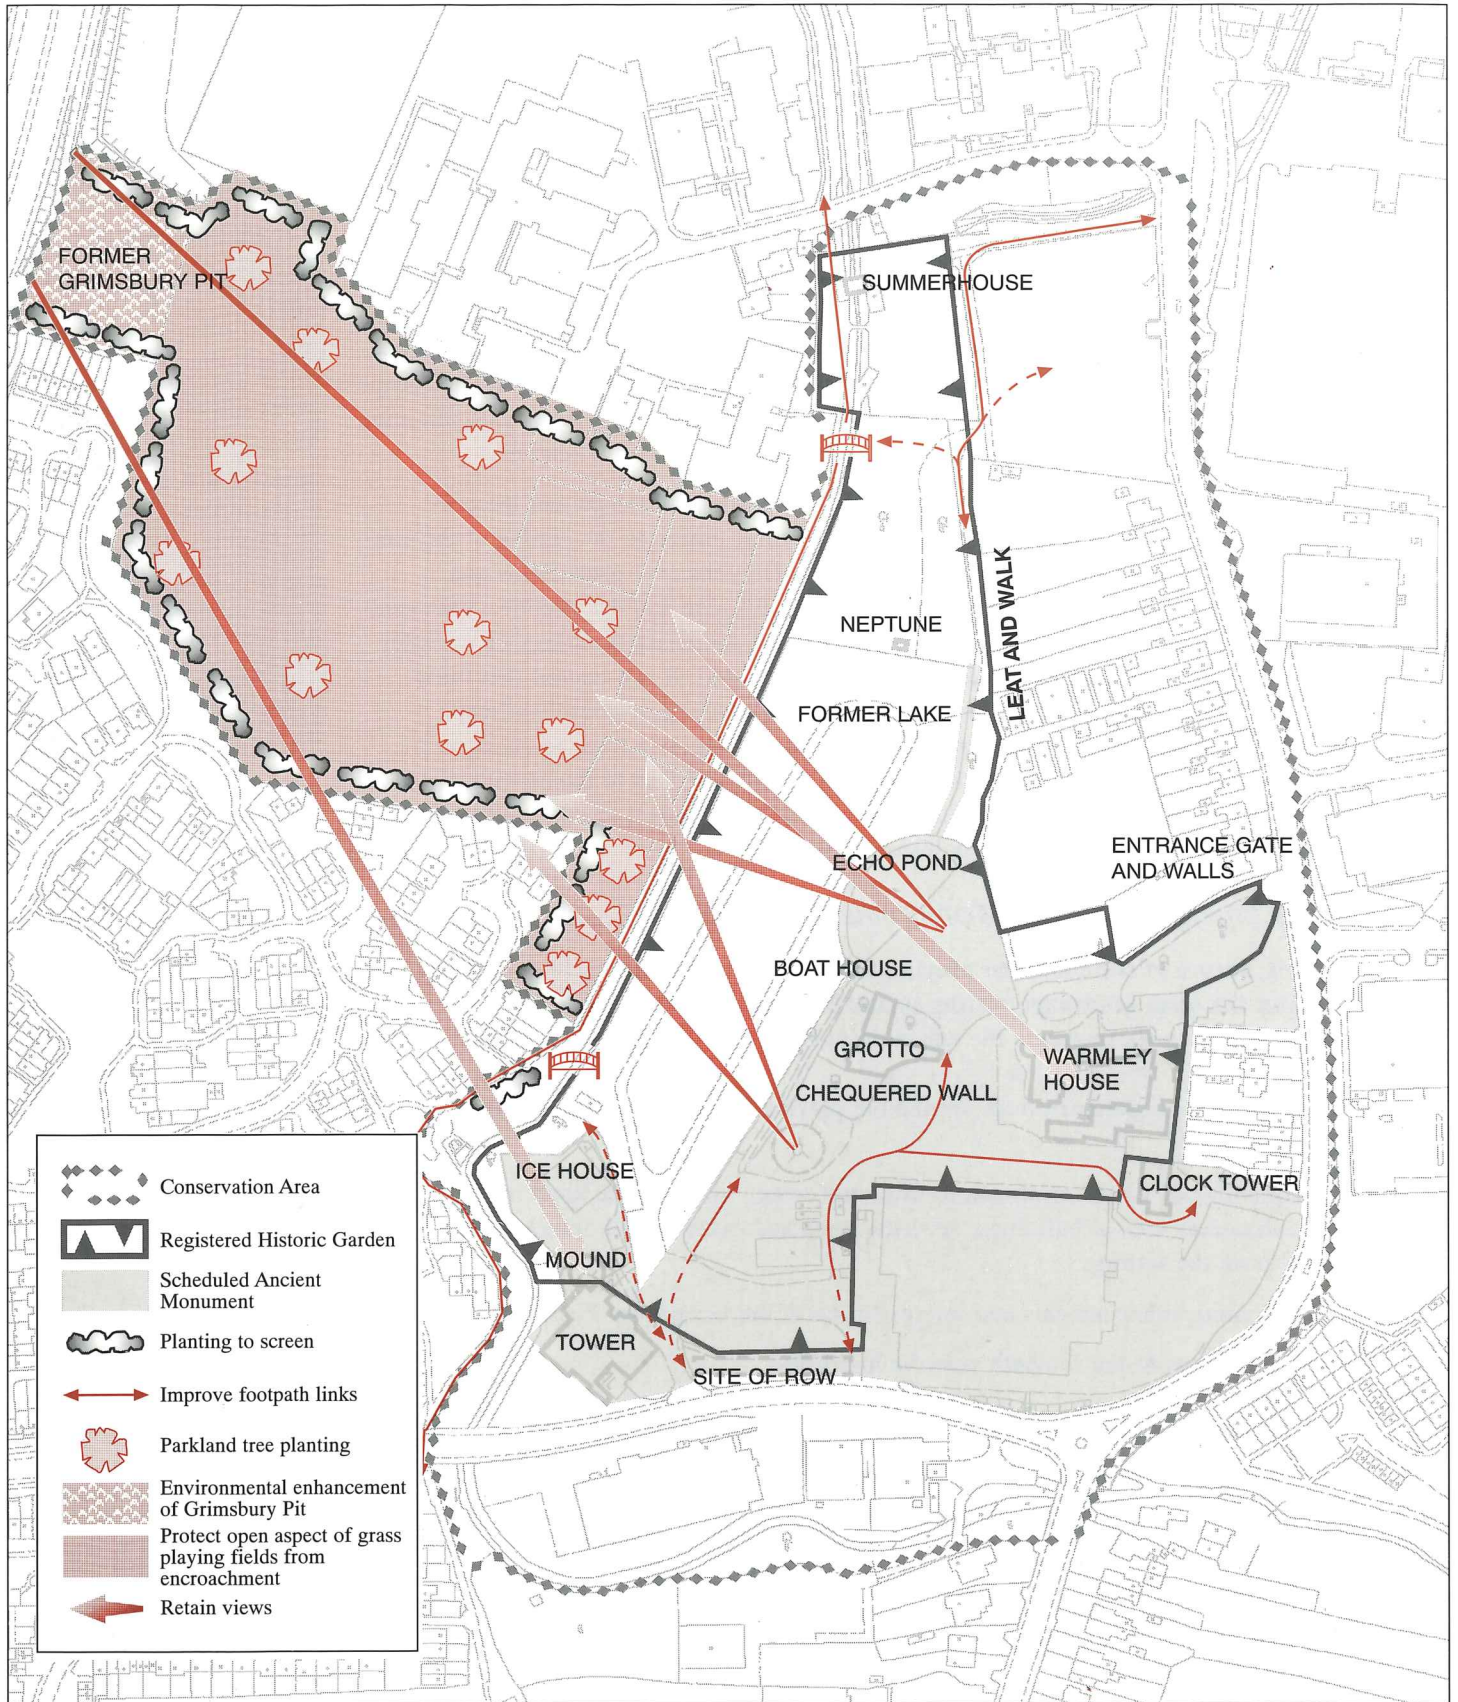 FORMER
GRIMSBURY PIT
SUMMERHOUSE
LEAT AND WALK
NEPTUNE
FORMER LAKE
ECHO POND
ENTRANCE GATE
AND WALLS
BOAT HOUSE
GROTTO
WARMLEY
HOUSE
CHEQUERED WALL
ICE HOUSE
CLOCK TOWER
MOUND
TOWER
SITE OF ROW
Conservation Area
Registered Historic Garden
Scheduled Ancient
Monument
Planting to screen
Improve footpath links
Parkland tree planting
Environmental enhancement
of Grimsbury Pit
Protect open aspect of grass
playing fields from
encroachment
Retain views